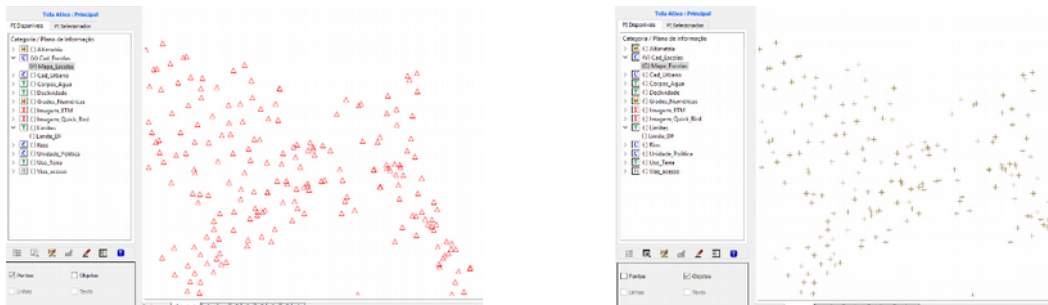 Tela Ativa : Principal
PI Disponíveis PI Selecionados
Categoria / Plano de Informação
() Altimetria
(V) Cad_Escolas
Mapa_Escolas
() Cad_Urbano
() Corpos_Agua
() Declividade
() Grades_Numericas
() Imagem_ETM
() Imagem_Quick_Bird
() Limites
() Limite_DF
() Rios
() Unidade_Politica
() Uso_Terra
() Vias_acesso
Pontos Objetos
Linhas Texto
Tela Ativa : Principal
PI Disponíveis PI Selecionados
Categoria / Plano de Informação
() Altimetria
(V) Cad_Escolas
Mapa_Escolas
() Cad_Urbano
() Corpos_Agua
() Declividade
() Grades_Numericas
() Imagem_ETM
() Imagem_Quick_Bird
() Limites
() Limite_DF
() Rios
() Unidade_Politica
() Uso_Terra
() Vias_acesso
Pontos Objetos
Linhas Texto